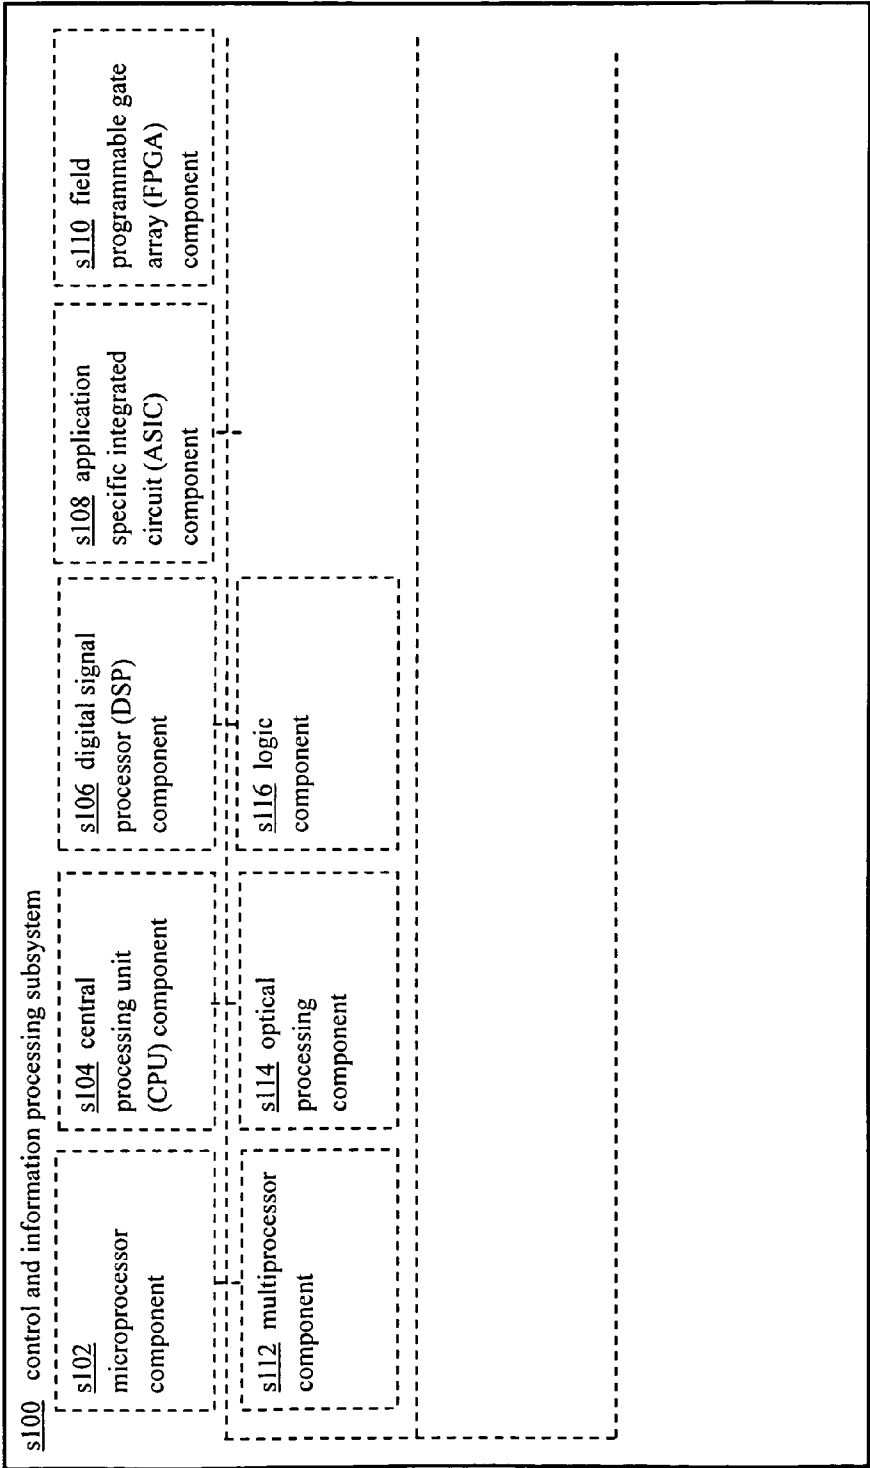 s100 control and information processing subsystem
s102
microprocessor
component
s104 central
processing unit
(CPU) component
s106 digital signal
processor (DSP)
component
s108 application
specific integrated
circuit (ASIC)
component
s110 field
programmable gate
array (FPGA)
component
s112 multiprocessor
component
s114 optical
processing
component
s116 logic
component